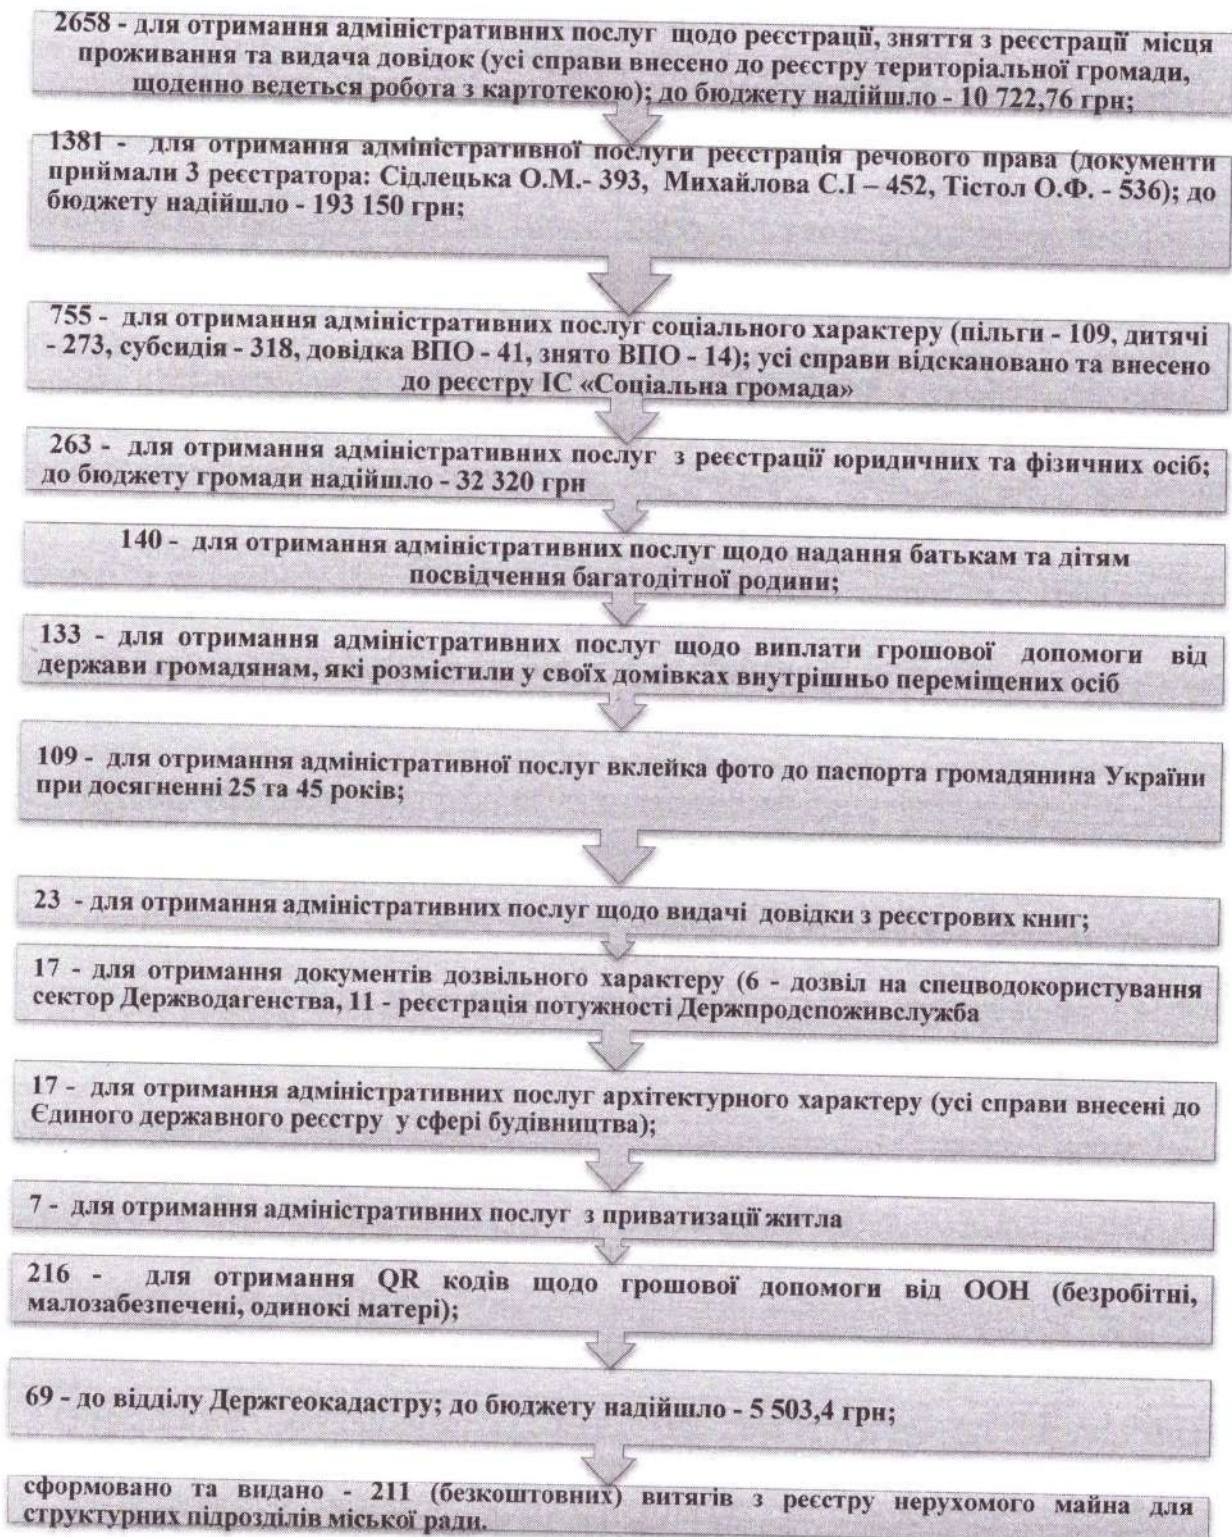 2658 - для отримання адміністративних послуг щодо реєстрації, зняття з реєстрації місця
проживання та видача довідок (усі справи внесено до реєстру територіальної громади,
щоденно ведеться робота з картотекою); до бюджету надійшло - 10 722,76 грн;
1381 - для отримання адміністративної послуги реєстрація речового права (документи
приймали 3 реєстратора: Сідлецька О.М.- 393, Михайлова С.І – 452, Тістол О.Ф. - 536); до
бюджету надійшло - 193 150 грн;
755 - для отримання адміністративних послуг соціального характеру (пільги - 109, дитячі
- 273, субсидія - 318, довідка ВПО - 41, знято ВПО - 14); усі справи відскановано та внесено
до реєстру ІС «Соціальна громада»
263 - для отримання адміністративних послуг з реєстрації юридичних та фізичних осіб;
до бюджету громади надійшло - 32 320 грн
140 - для отримання адміністративних послуг щодо надання батькам та дітям
посвідчення багатодітної родини;
133 - для отримання адміністративних послуг щодо виплати грошової допомоги від
держави громадянам, які розмістили у своїх домівках внутрішньо переміщених осіб
109 - для отримання адміністративної послуг вклейка фото до паспорта громадянина України
при досягненні 25 та 45 років;
23 - для отримання адміністративних послуг щодо видачі довідки з реєстрових книг;
17 - для отримання документів дозвільного характеру (6 - дозвіл на спецводокористування
сектор Держводагенства, 11 - реєстрація потужності Держпродспоживслужба
17 - для отримання адміністративних послуг архітектурного характеру (усі справи внесені до
Єдиного державного реєстру у сфері будівництва);
7 - для отримання адміністративних послуг з приватизації житла
216 - для отримання QR кодів щодо грошової допомоги від ООН (безробітні,
малозабезпечені, одинокі матері);
69 - до відділу Держгеокадастру; до бюджету надійшло - 5 503,4 грн;
сформовано та видано - 211 (безкоштовних) витягів з реєстру нерухомого майна для
структурних підрозділів міської ради.